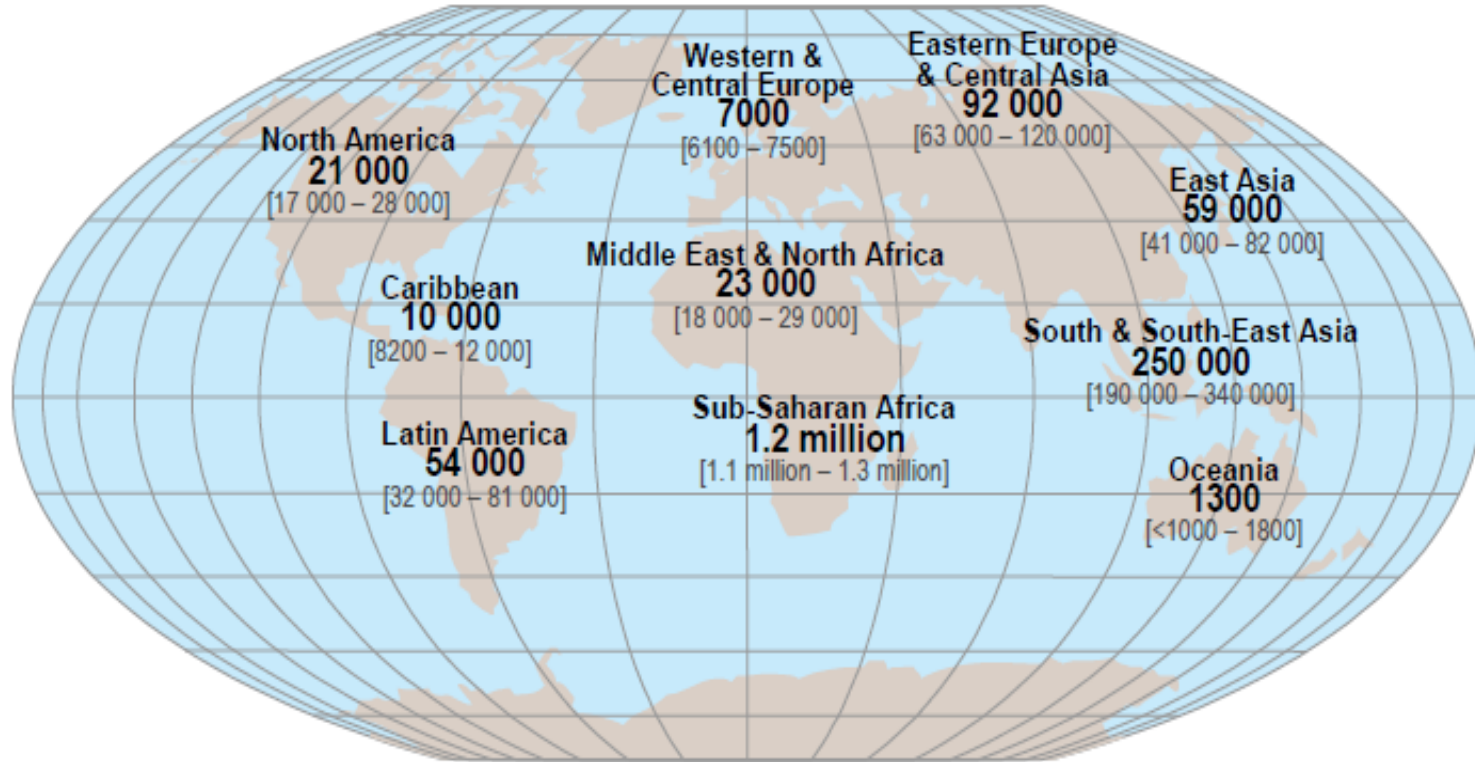 Western &
Central Europe
7000
[6100 – 7500]
Eastern Europe
& Central Asia
92 000
[63 000 – 120 000]
North America
21 000
[17 000 – 28 000]
East Asia
59 000
[41 000 – 82 000]
Middle East & North Africa
23 000
[18 000 – 29 000]
Caribbean
10 000
[8200 – 12 000]
South & South-East Asia
250 000
[190 000 – 340 000]
Sub-Saharan Africa
1.2 million
[1.1 million – 1.3 million]
Latin America
54 000
[32 000 – 81 000]
Oceania
1300
[<1000 – 1800]